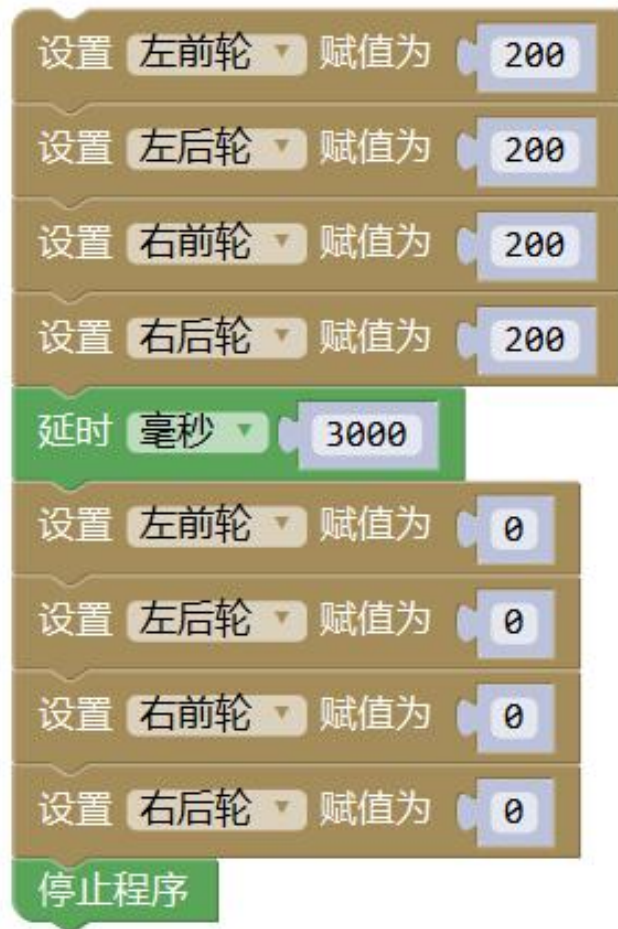 设置 左前轮 赋值为 200
设置 左后轮 赋值为 200
设置 右前轮 赋值为 200
设置 右后轮 赋值为 200
延时 毫秒 3000
设置 左前轮 赋值为 0
设置 左后轮 赋值为 0
设置 右前轮 赋值为 0
设置 右后轮 赋值为 0
停止程序